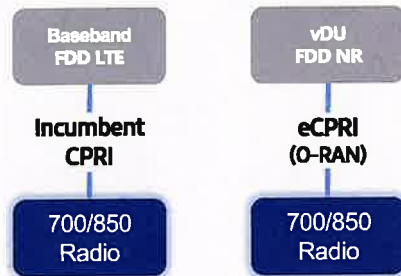 Baseband
FDD LTE
Incumbent
CPRI
700/850
Radio
vDU
FDD NR
eCPRI
(O-RAN)
700/850
Radio